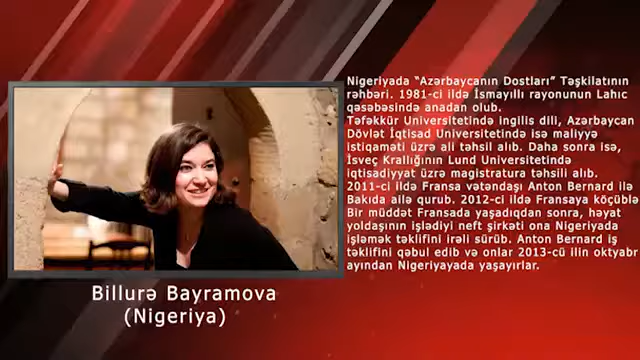 Nigeriyada “Azərbaycanın Dostları” Təşkilatının
rəhbəri. 1981-ci ildə İsmayıllı rayonunun Lahıc
qəsəbəsində anadan olub.
Təfəkkür Universitetində ingilis dili, Azərbaycan
Dövlət İqtisad Universitetində isə maliyyə
istiqaməti üzrə ali təhsil alıb. Daha sonra isə,
İsveç Krallığının Lund Universitetində
iqtisadiyyat üzrə magistratura təhsili alıb.
2011-ci ildə Fransa vətəndaşı Anton Bernard ilə
Bakıda ailə qurub. 2012-ci ildə Fransaya köçüblə
Bir müddət Fransada yaşadıqdan sonra, həyat
yoldaşının işlədiyi neft şirkəti ona Nigeriyada
işləmək təklifini irəli sürüb. Anton Bernard iş
təklifini qəbul edib və onlar 2013-cü ilin oktyabr
ayından Nigeriyayada yaşayırlar.
Billurə Bayramova
(Nigeriya)